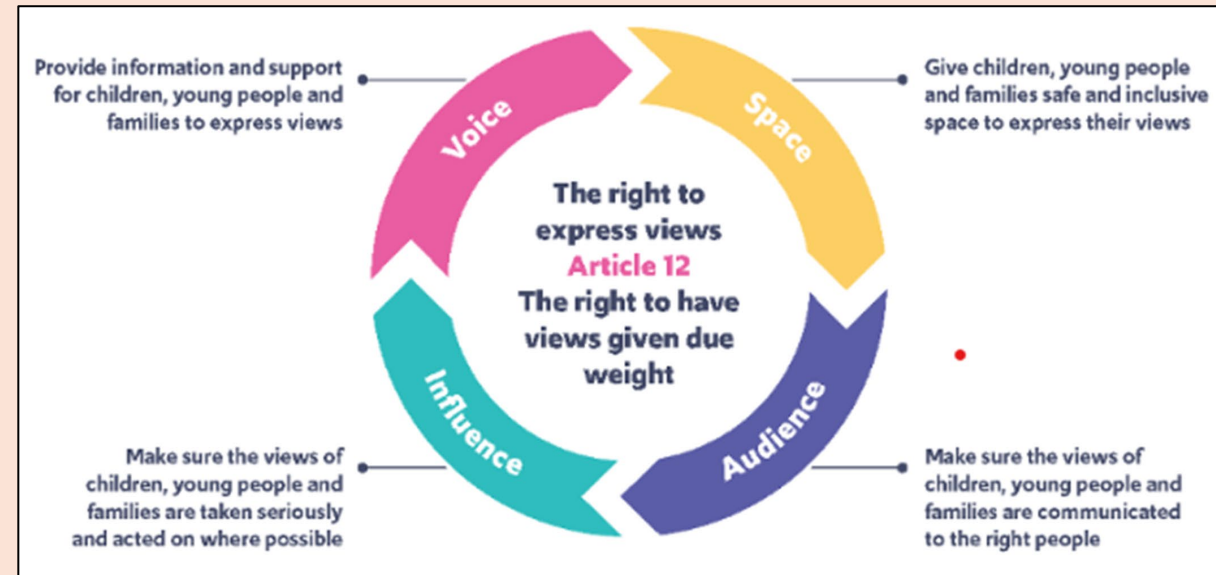 Provide information and support
for children, young people and
families to express views
Voice
Space
Give children, young people
and families safe and inclusive
space to express their views
The right to
express views
Article 12
The right to have
views given due
weight
Influence
Audience
Make sure the views of
children, young people and
families are taken seriously
and acted on where possible
Make sure the views of
children, young people and
families are communicated
to the right people